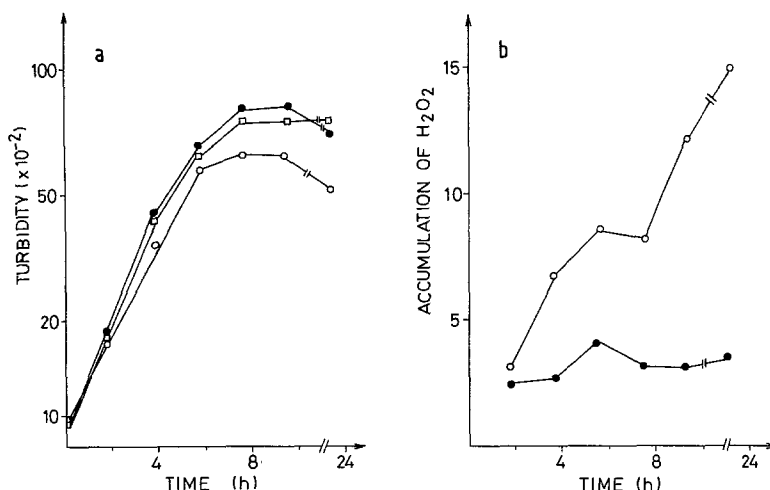 a
TURBIDITY (x 10⁻²)
100
50
20
10
4
8
24
TIME (h)
b
ACCUMULATION OF H₂O₂
15
10
5
4
8
24
TIME (h)